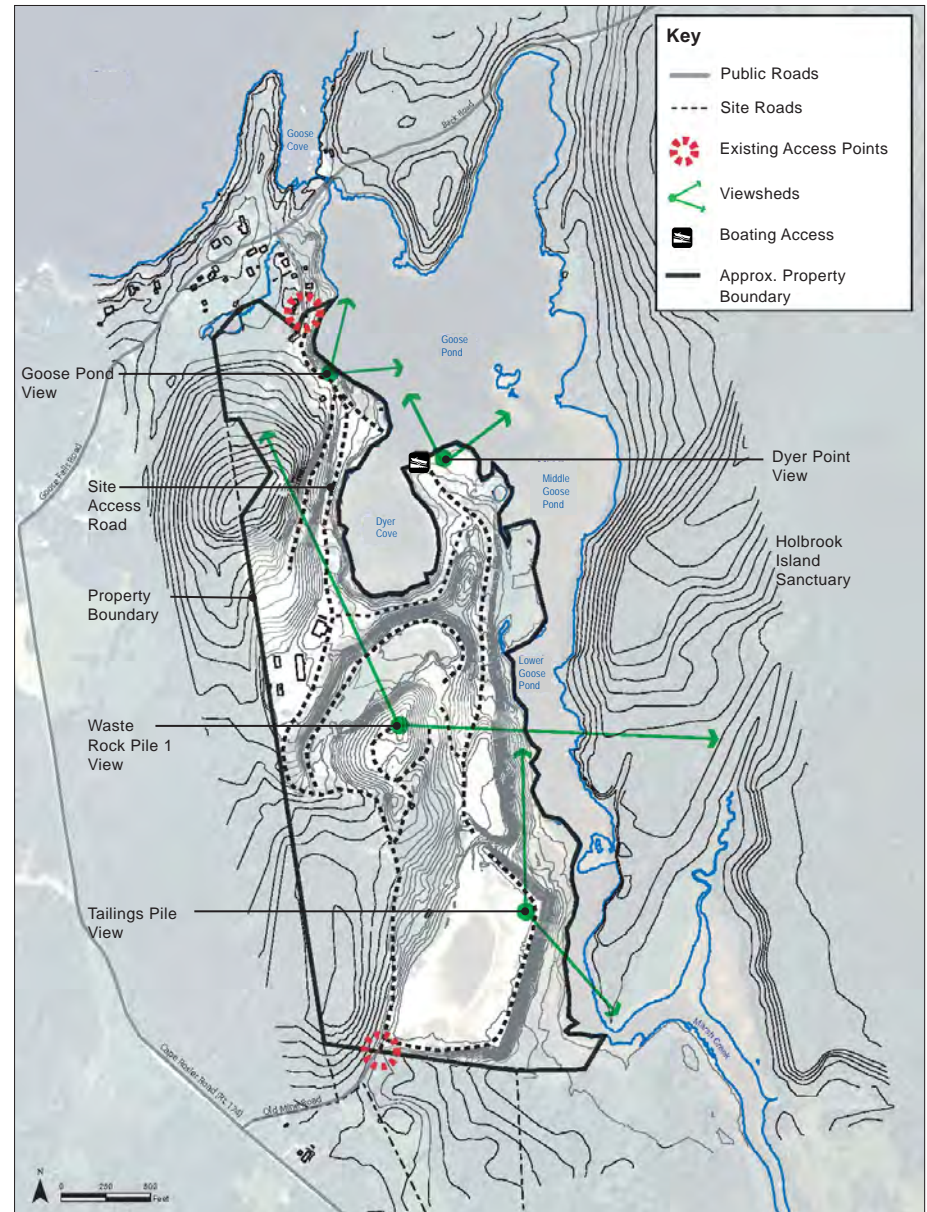 Key
Public Roads
Site Roads
Existing Access Points
Viewsheds
Boating Access
Approx. Property
Boundary
Back Road
Goose
Cove
Goose
Pond
Goose Pond
View
Goose Falls Road
Dyer Point
View
Middle
Goose
Pond
Site
Access
Road
Dyer
Cove
Holbrook
Island
Sanctuary
Property
Boundary
Lower
Goose
Pond
Waste
Rock Pile 1
View
Tailings Pile
View
Marsh Creek
Cape Rosier Road (Rt. 176)
Old Mine Road
N
0 250 500
Feet